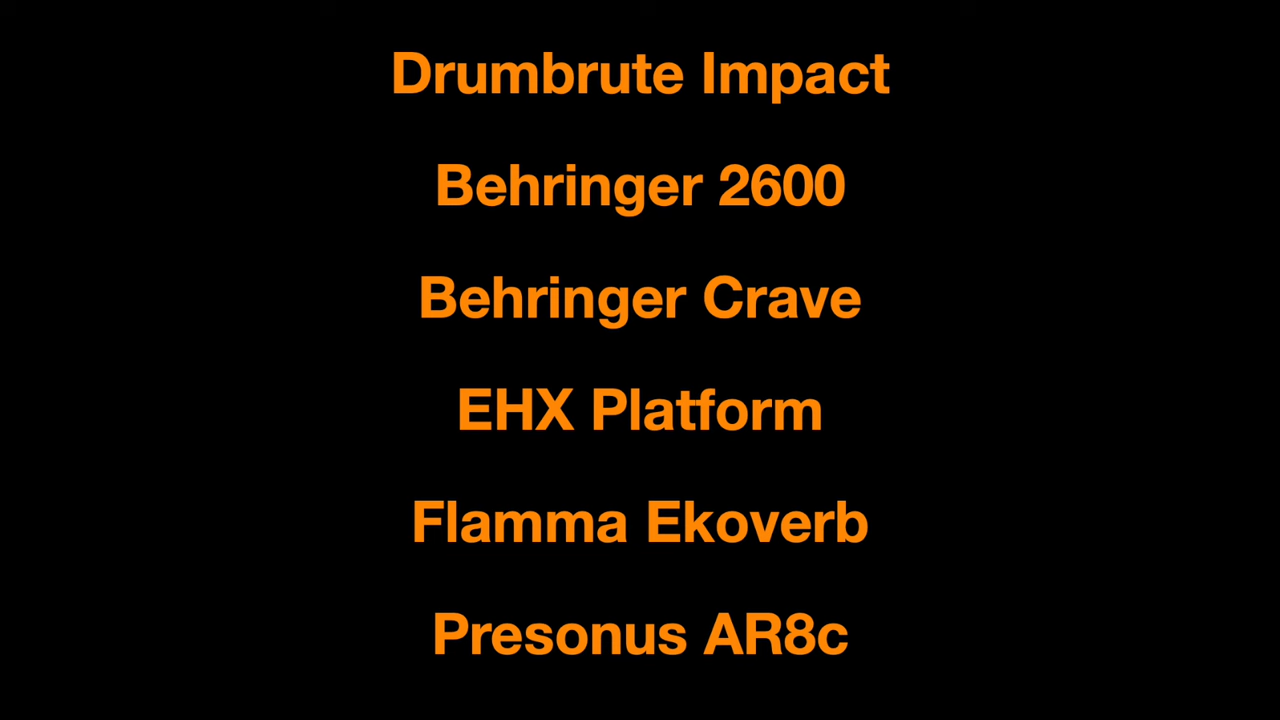 Drumbrute Impact
Behringer 2600
Behringer Crave
EHX Platform
Flamma Ekoverb
Presonus AR8c